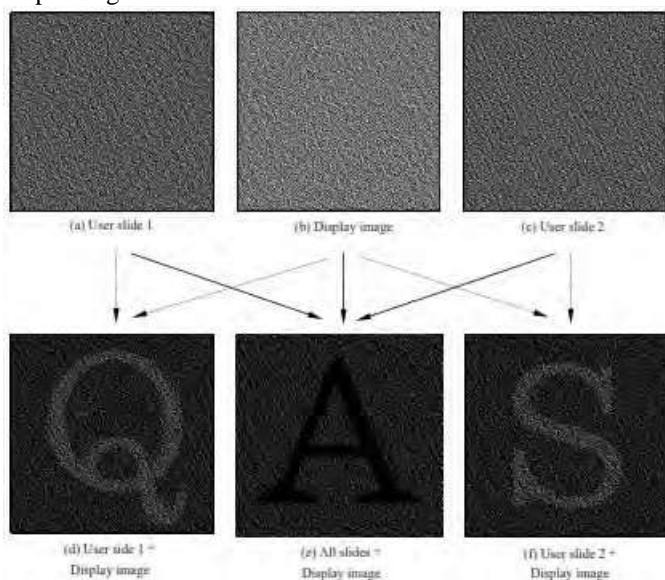 (a) User slide 1
(b) Display image
(c) User slide 2
Q
A
S
(d) User side 1 +
Display image
(e) All slides +
Display image
(f) User slide 2 +
Display image